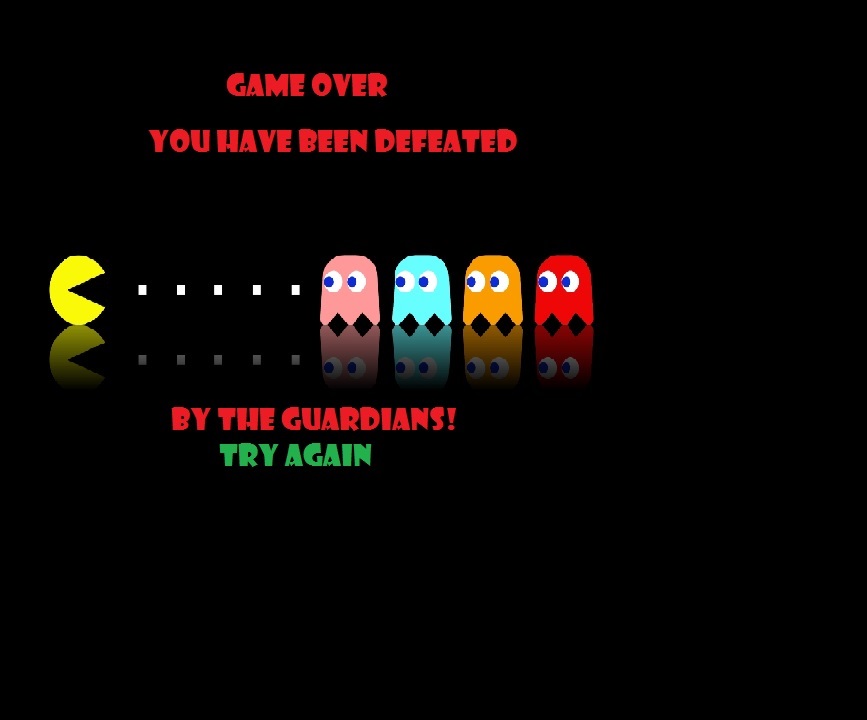 GAME OVER
YOU HAVE BEEN DEFEATED
BY THE GUARDIANS!
TRY AGAIN